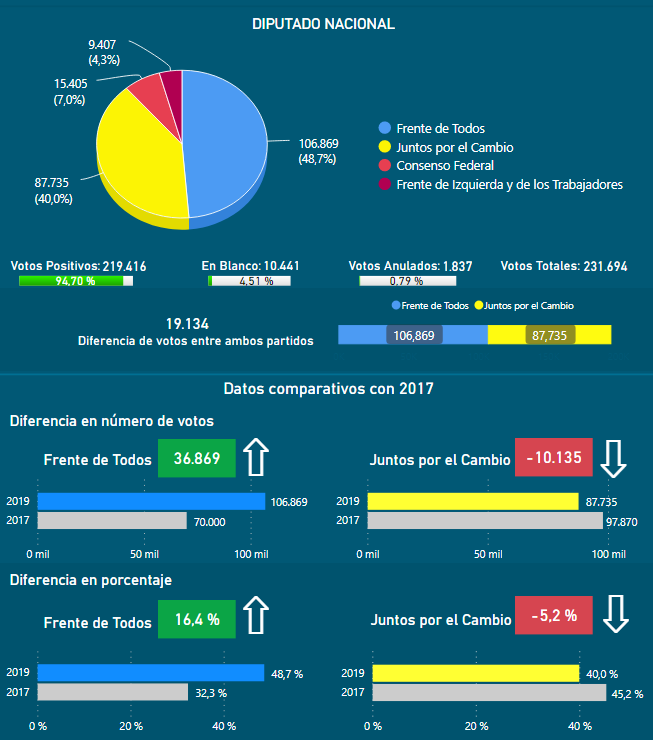 DIPUTADO NACIONAL
9.407
(4,3%)
15.405
(7,0%)
106.869
(48,7%)
87.735
(40,0%)
Frente de Todos
Juntos por el Cambio
Consenso Federal
Frente de Izquierda y de los Trabajadores
Votos Positivos: 219.416
94,70 %
En Blanco: 10.441
4,51 %
Votos Anulados: 1.837
0,79 %
Votos Totales: 231.694
19.134
Diferencia de votos entre ambos partidos
Frente de Todos Juntos por el Cambio
106,869 87,735
Datos comparativos con 2017
Diferencia en número de votos
Frente de Todos 36.869
Juntos por el Cambio -10.135
2019 106.869
2017 70.000
0 mil 50 mil 100 mil
2019 87.735
2017 97.870
0 mil 50 mil 100 mil
Diferencia en porcentaje
Frente de Todos 16,4 %
Juntos por el Cambio -5,2 %
2019 48,7 %
2017 32,3 %
0 % 20 % 40 %
2019 40,0 %
2017 45,2 %
0 % 20 % 40 %